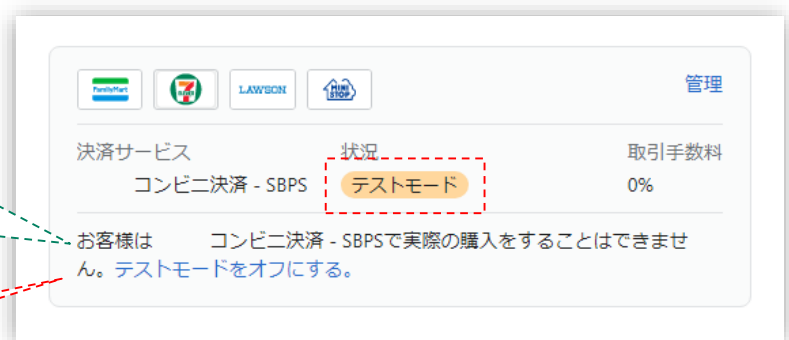 FamilyMart 7 ELEVEN LAWSON MINI STOP 管理
決済サービス 状況 取引手数料
コンビニ決済 - SBPS テストモード 0%
お客様は コンビニ決済 - SBPSで実際の購入をすることはできませ
ん。テストモードをオフにする。